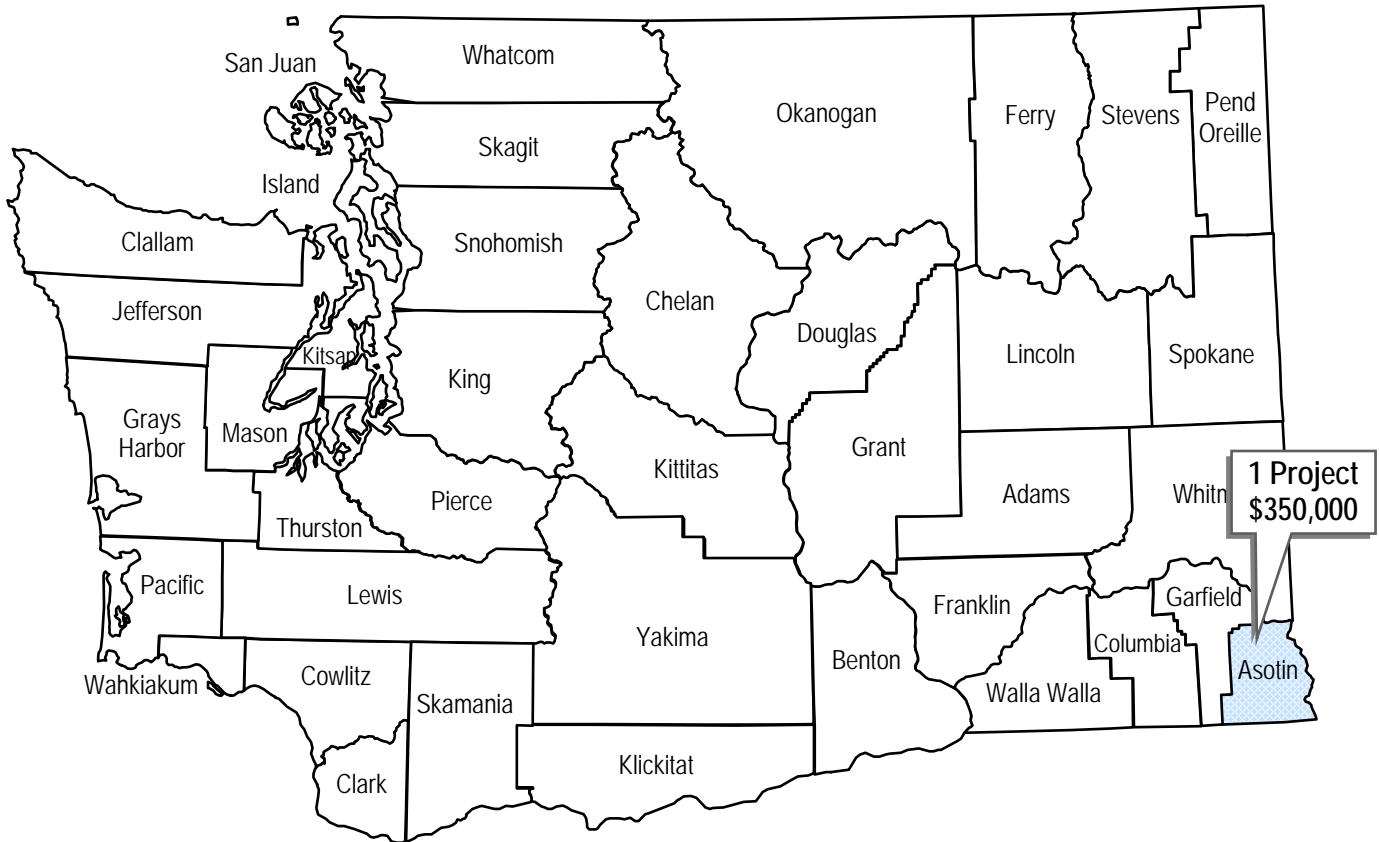 San Juan
Whatcom
Okanogan
Ferry
Stevens
Pend
Oreille
Skagit
Island
Clallam
Snohomish
Chelan
Jefferson
Douglas
Kitsap
King
Lincoln
Spokane
Grays
Harbor
Mason
Grant
Kittitas
Adams
Whitn
1 Project
$350,000
Pierce
Thurston
Pacific
Lewis
Garfield
Franklin
Yakima
Columbia
Benton
Asotin
Wahkiakum
Cowlitz
Skamania
Walla Walla
Klickitat
Clark